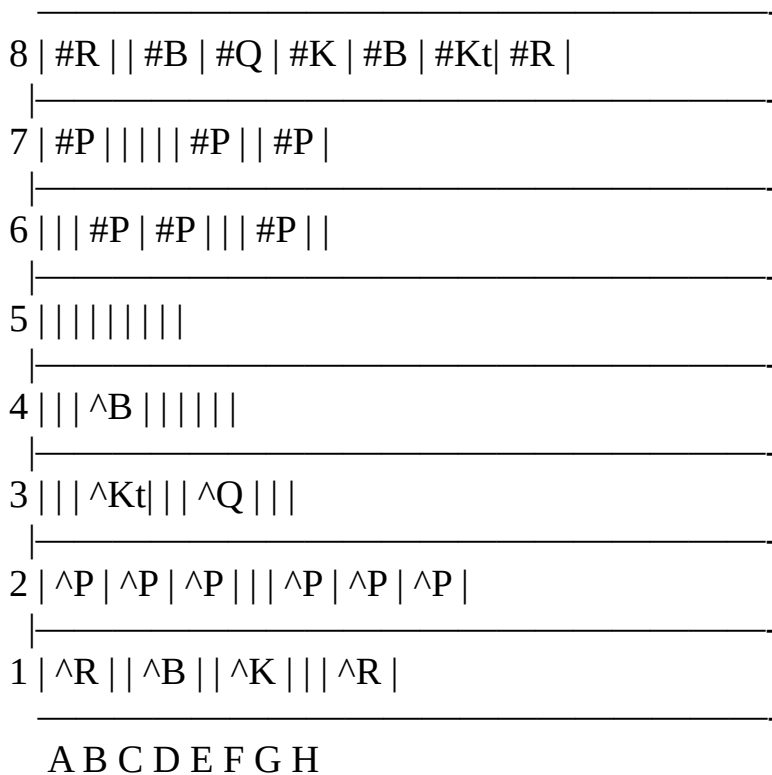 8 | #R | | #B | #Q | #K | #B | #Kt| #R |
7 | #P | | | | | #P | | #P |
6 | | | #P | #P | | | #P | |
5 | | | | | | | | |
4 | | | ^B | | | | | |
3 | | | ^Kt| | | ^Q | | |
2 | ^P | ^P | ^P | | | ^P | ^P | ^P |
1 | ^R | | ^B | | ^K | | | ^R |
A B C D E F G H